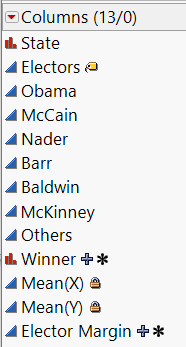 Columns (13/0)
State
Electors
Obama
McCain
Nader
Barr
Baldwin
McKinney
Others
Winner
Mean(X)
Mean(Y)
Elector Margin